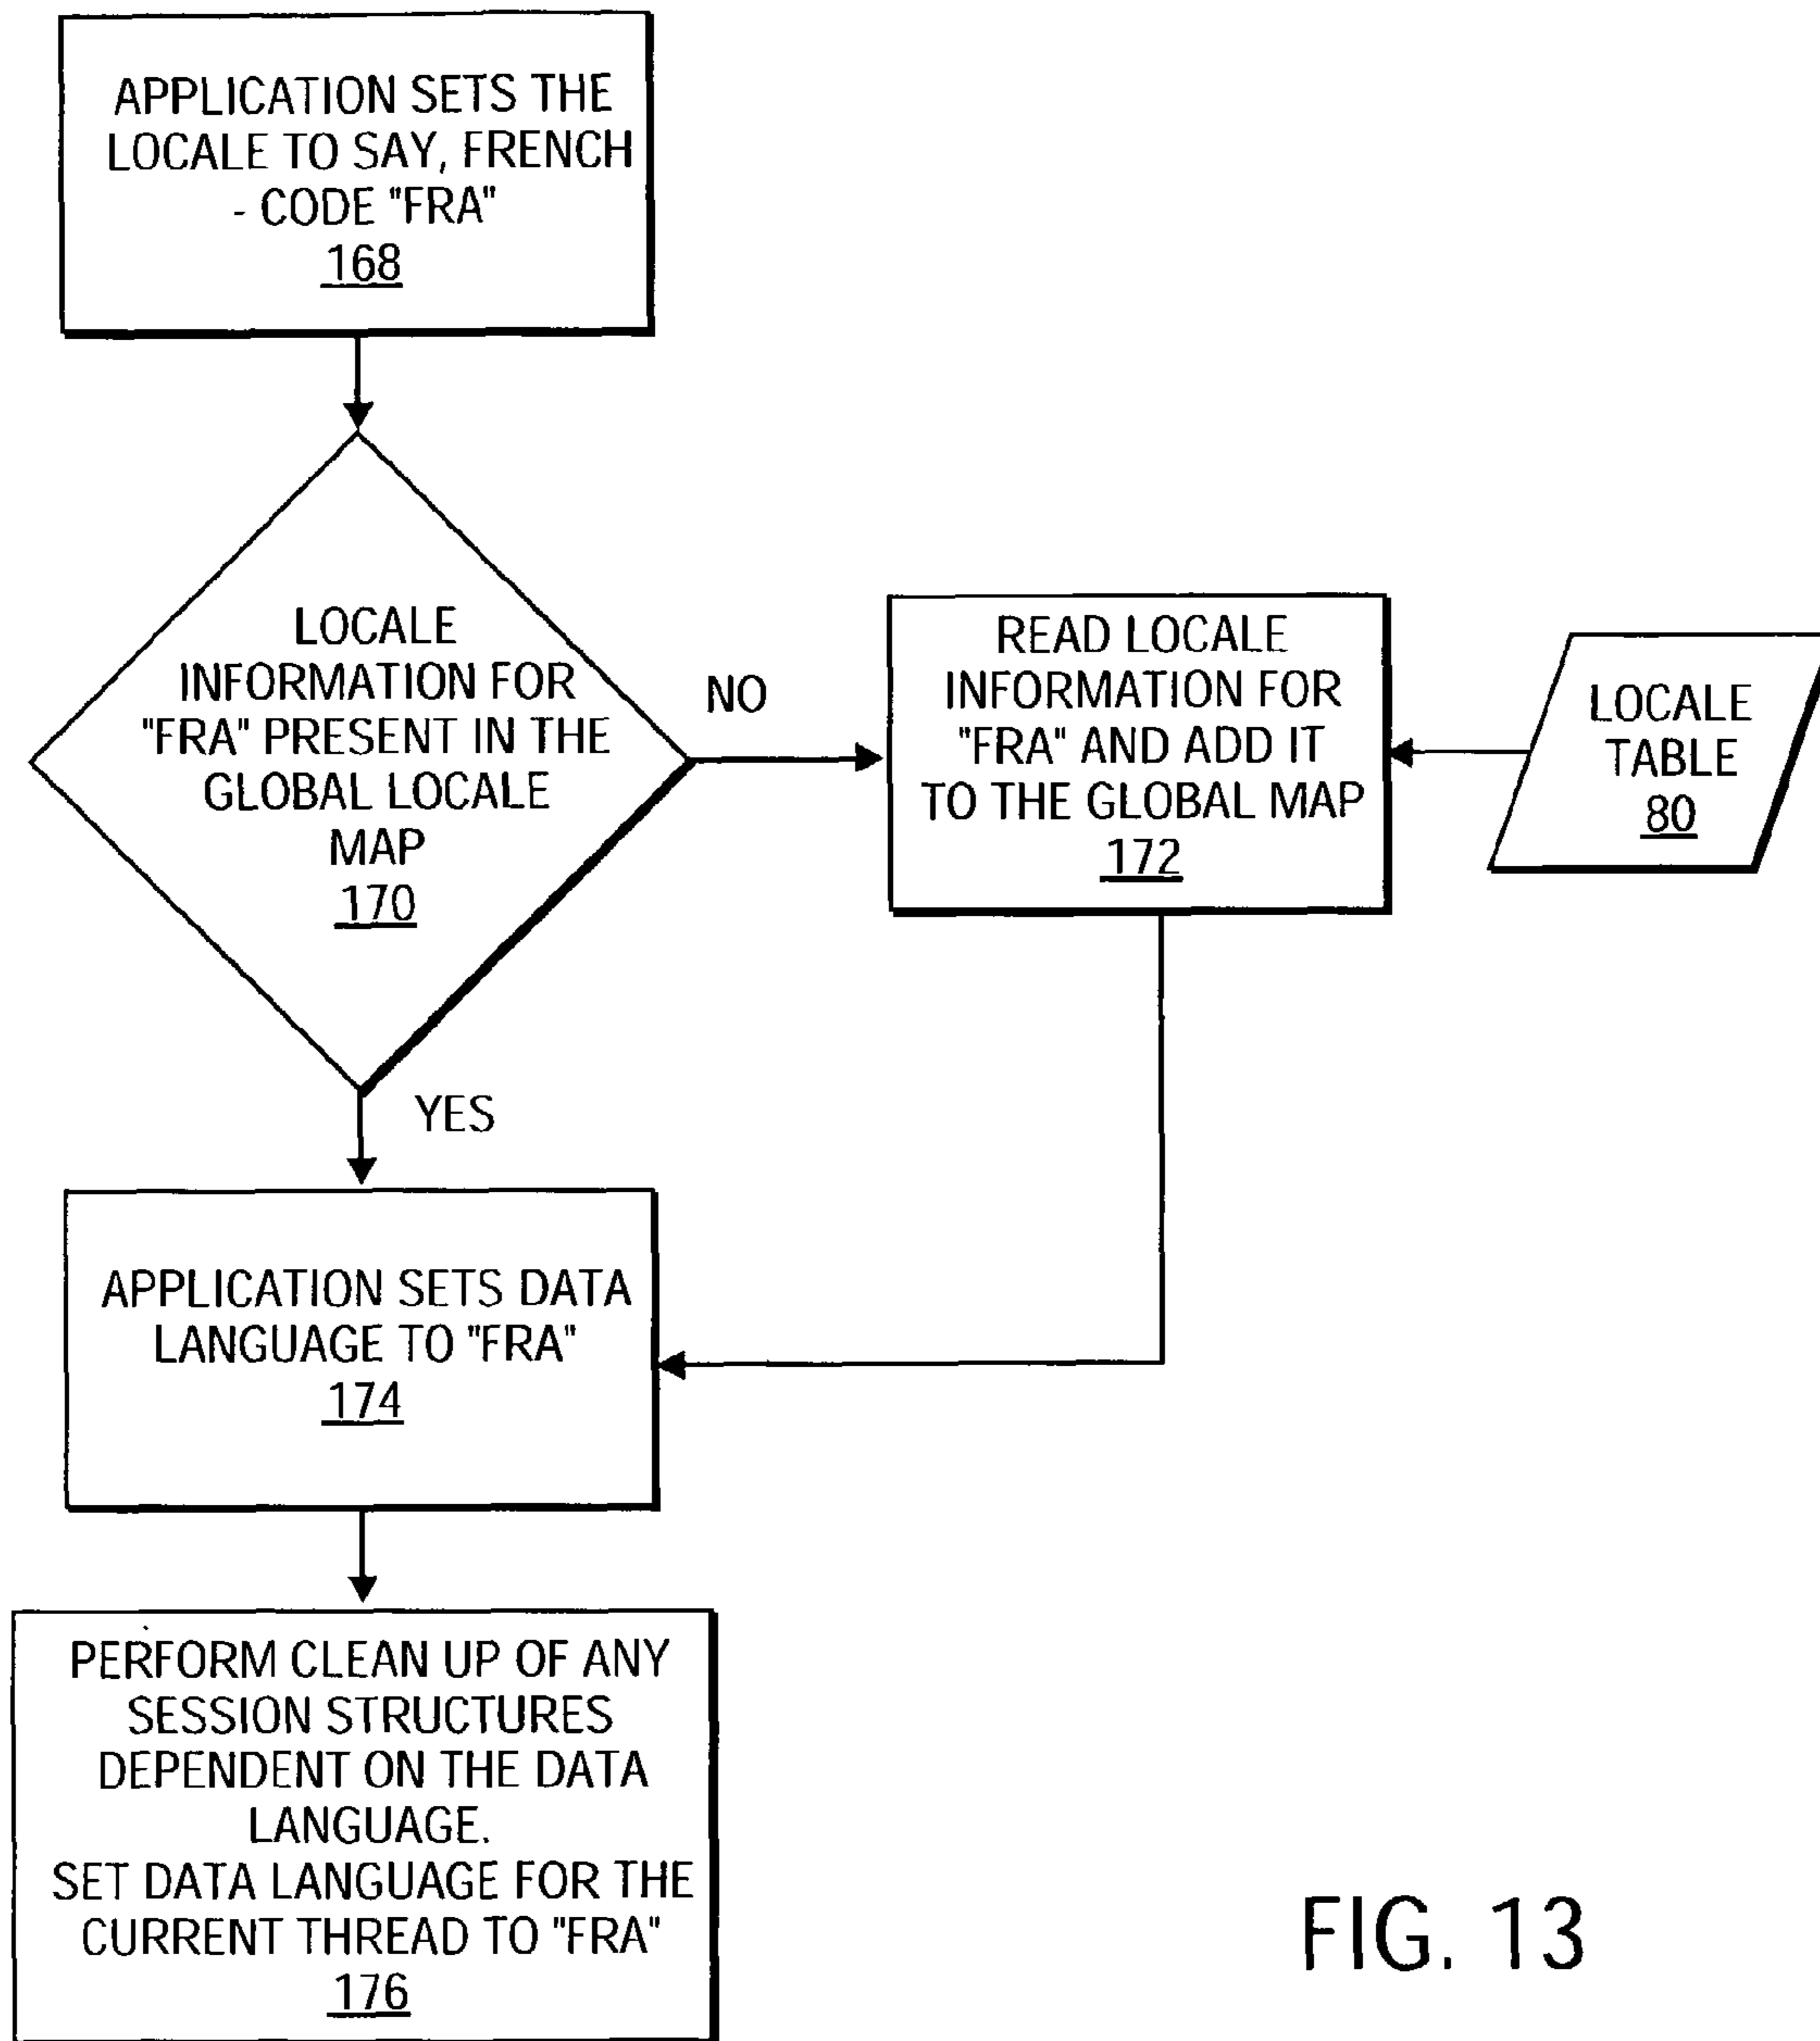 APPLICATION SETS THE
LOCALE TO SAY, FRENCH
- CODE "FRA"
168
LOCALE
INFORMATION FOR
"FRA" PRESENT IN THE
GLOBAL LOCALE
MAP
170
NO
READ LOCALE
INFORMATION FOR
"FRA" AND ADD IT
TO THE GLOBAL MAP
172
LOCALE
TABLE
80
YES
APPLICATION SETS DATA
LANGUAGE TO "FRA"
174
PERFORM CLEAN UP OF ANY
SESSION STRUCTURES
DEPENDENT ON THE DATA
LANGUAGE.
SET DATA LANGUAGE FOR THE
CURRENT THREAD TO "FRA"
176
FIG. 13